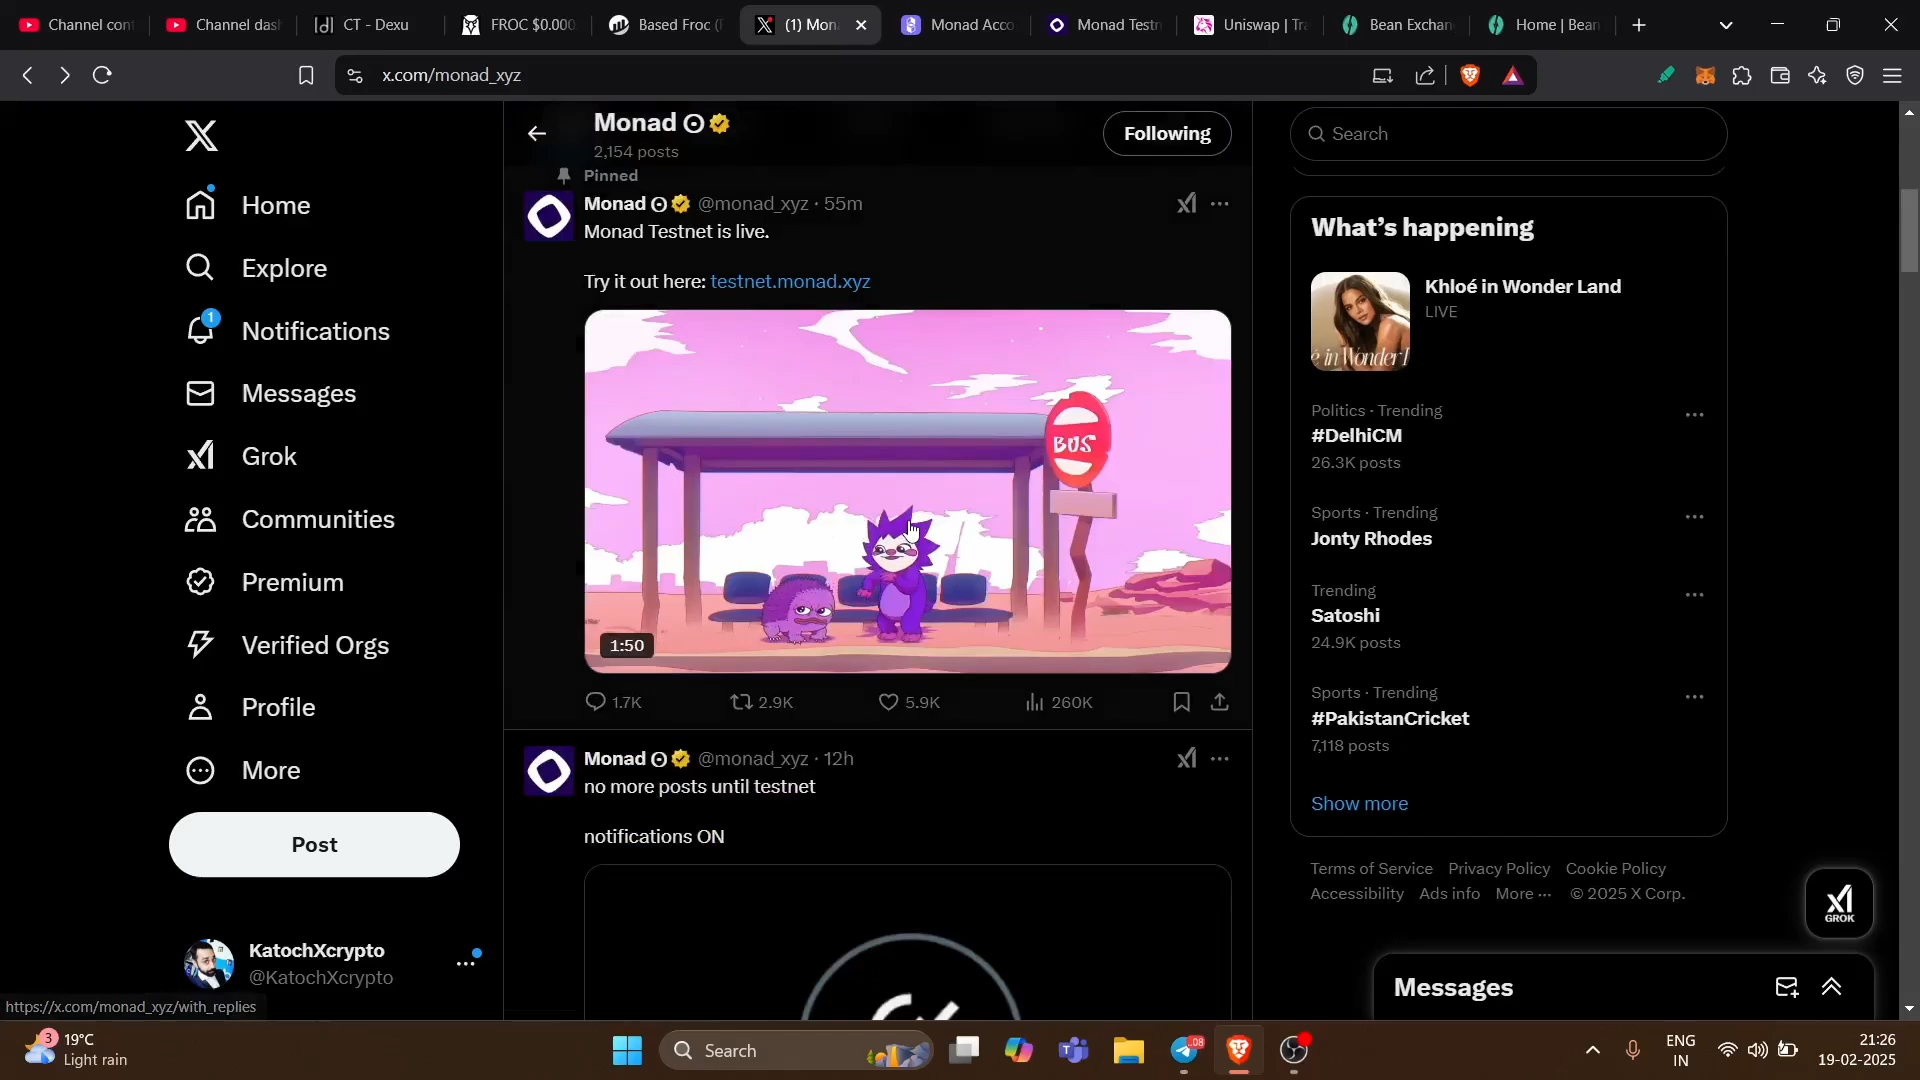 Channel cont
Channel das
CT - Dexu
FROC $0.000
Based Froc (
(1) Mon
Monad Acco
Monad Testn
Uniswap | Tra
Bean Exchan
Home | Bean
x.com/monad_xyz
Home
Explore
1
Notifications
Messages
Grok
Communities
Premium
Verified Orgs
Profile
More
Post
KatochXcrypto
@KatochXcrypto
https://x.com/monad_xyz/with_replies
Monad
2,154 posts
Following
Pinned
Monad @monad_xyz · 55m
Monad Testnet is live.
Try it out here: testnet.monad.xyz
BUS
1:50
1.7K 2.9K 5.9K 260K
Monad @monad_xyz · 12h
no more posts until testnet
notifications ON
Search
What’s happening
Khloé in Wonder Land
LIVE
e in Wonder l
Politics · Trending
#DelhiCM
26.3K posts
Sports · Trending
Jonty Rhodes
Trending
Satoshi
24.9K posts
Sports · Trending
#PakistanCricket
7,118 posts
Show more
Terms of Service Privacy Policy Cookie Policy
Accessibility Ads info More ··· © 2025 X Corp.
GROK
Messages
3
19°C
Light rain
Search
.08
ENG
IN
21:26
19-02-2025